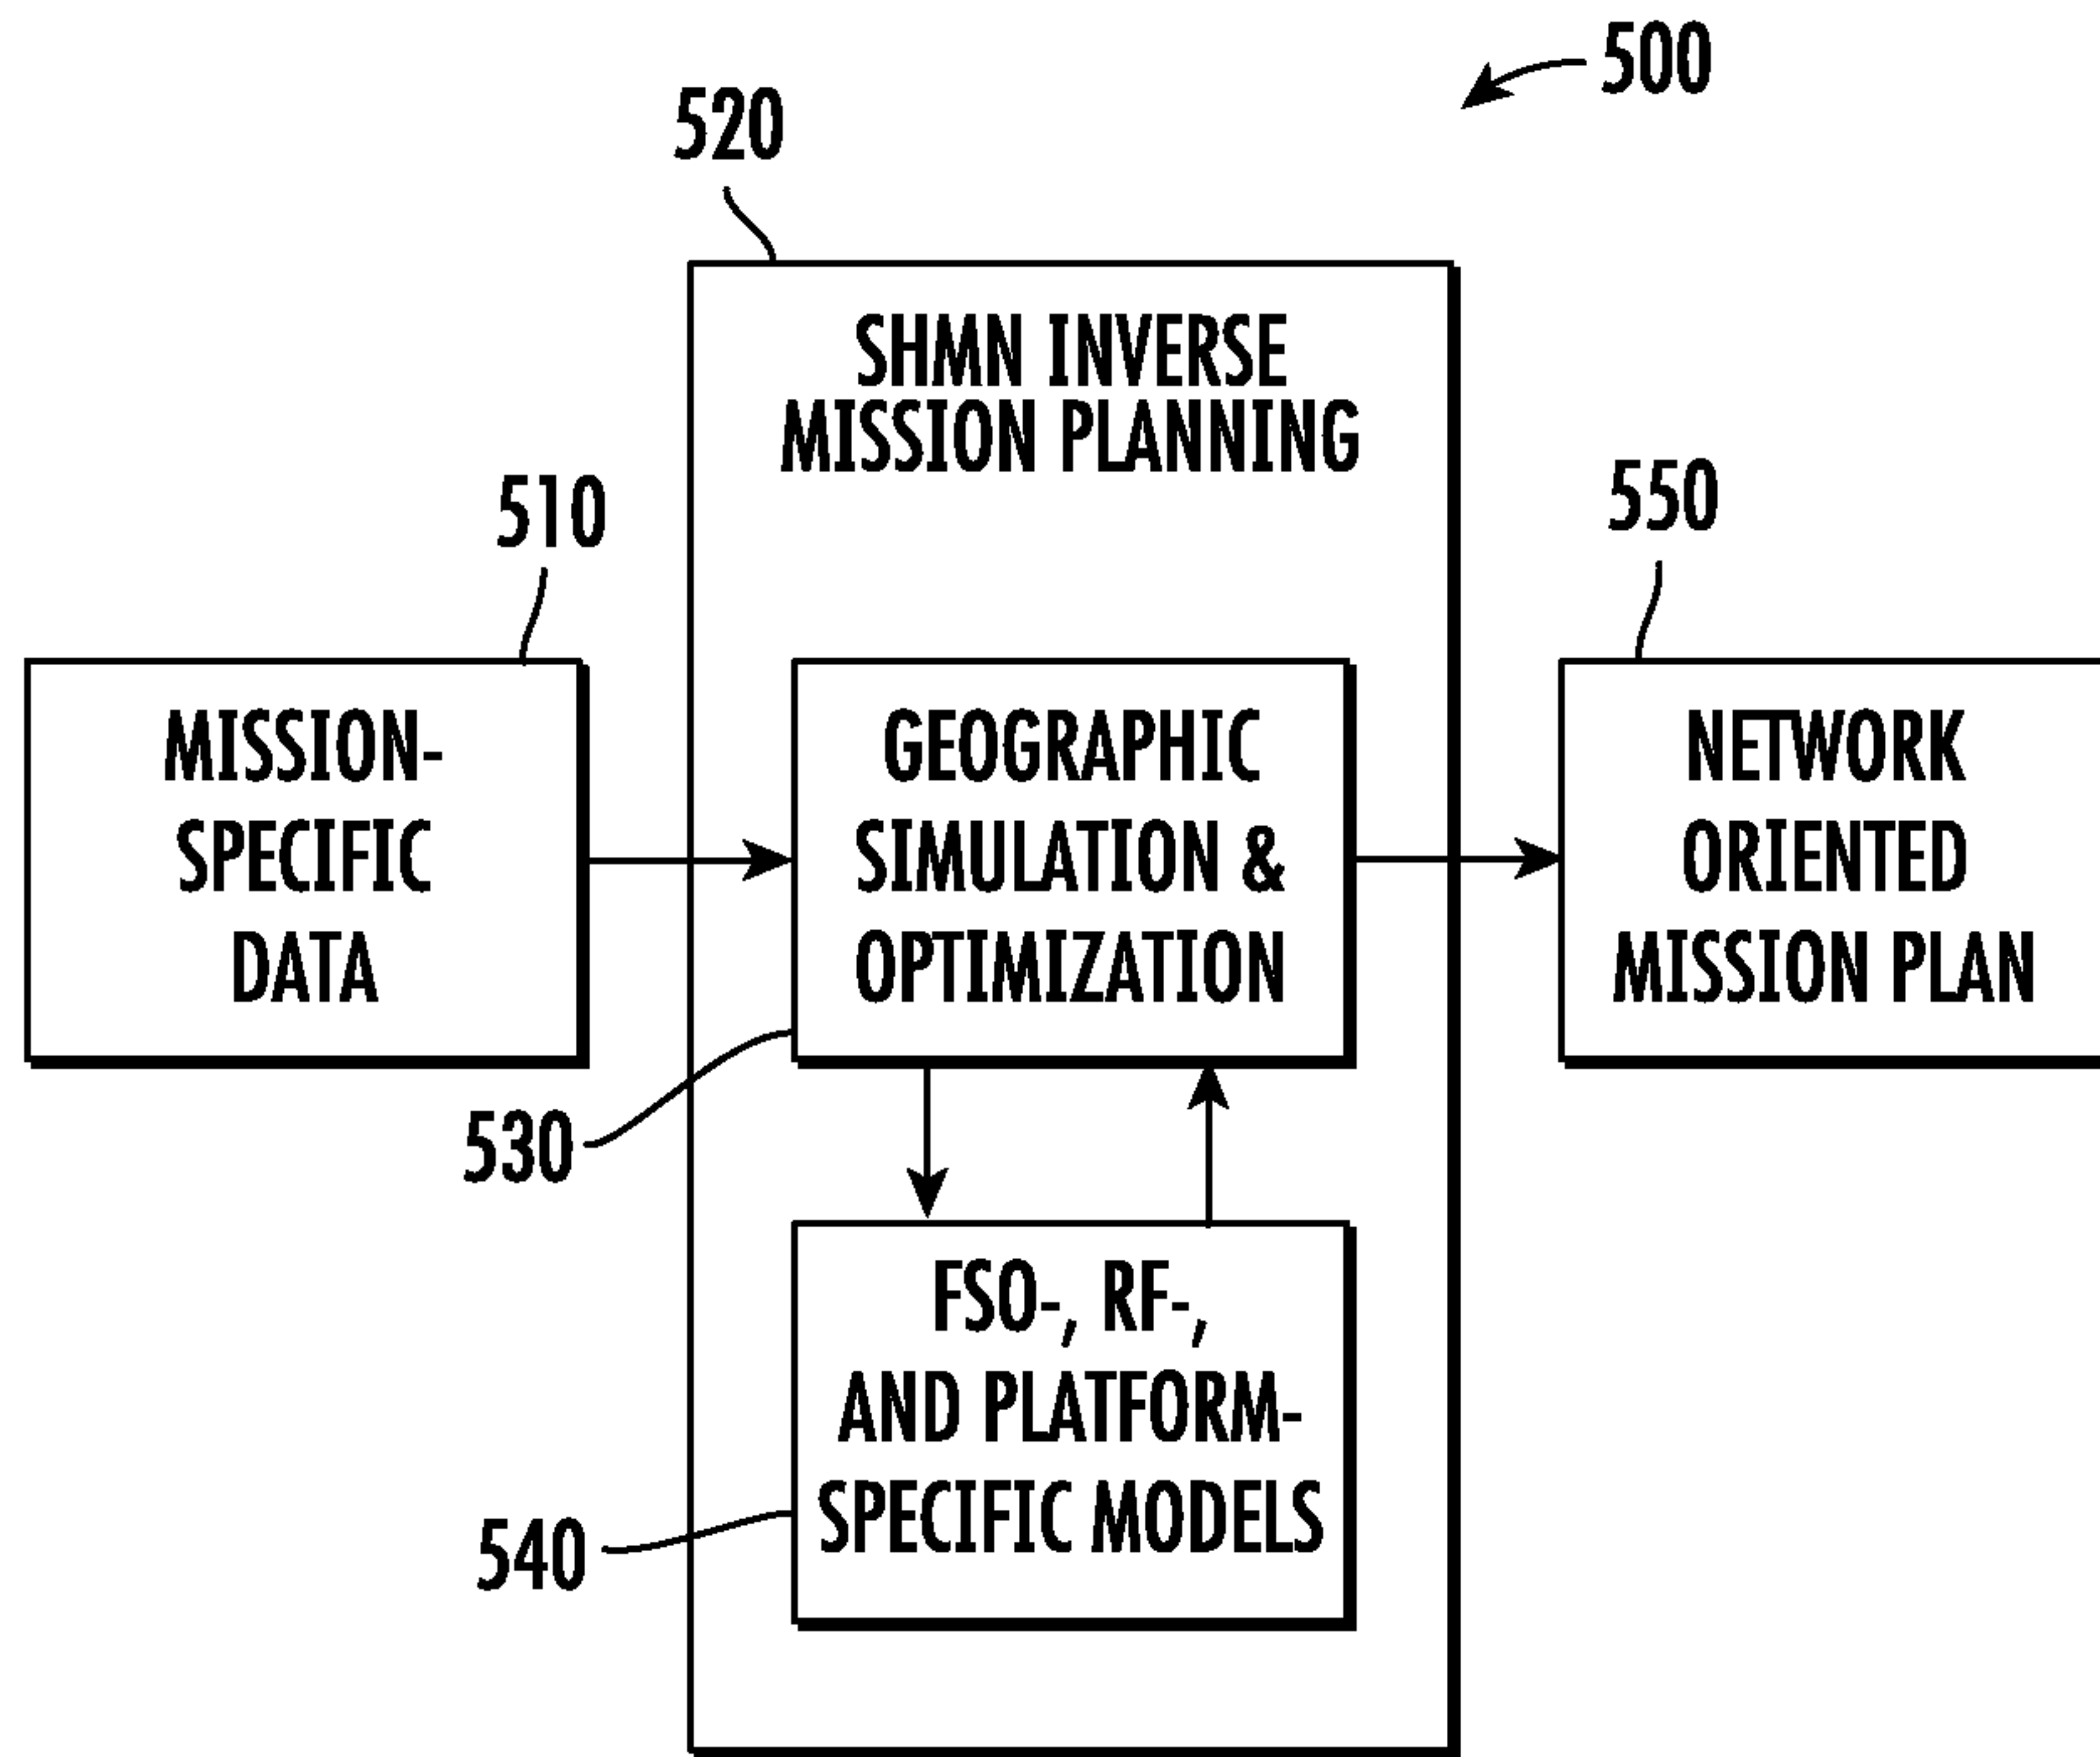 500
520
SHMN INVERSE
MISSION PLANNING
510
550
MISSION-
SPECIFIC
DATA
GEOGRAPHIC
SIMULATION &
OPTIMIZATION
NETWORK
ORIENTED
MISSION PLAN
530
FSO-, RF-,
AND PLATFORM-
SPECIFIC MODELS
540